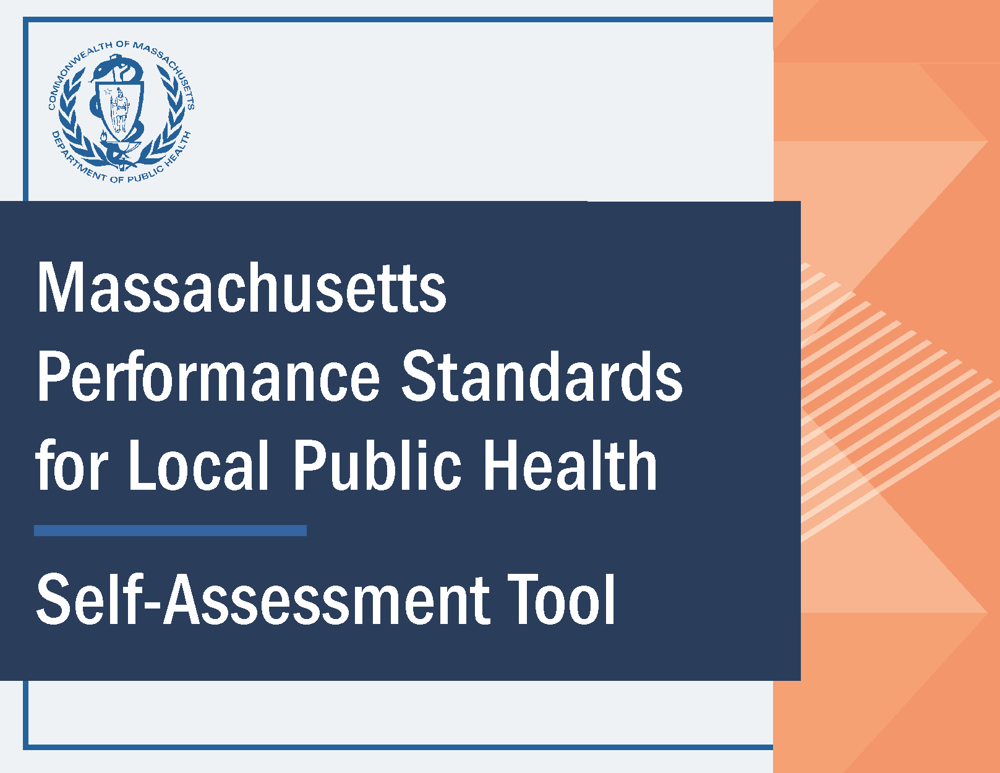 COMMONWEALTH OF MASSACHUSETTS
DEPARTMENT OF PUBLIC HEALTH
Massachusetts
Performance Standards
for Local Public Health
Self-Assessment Tool